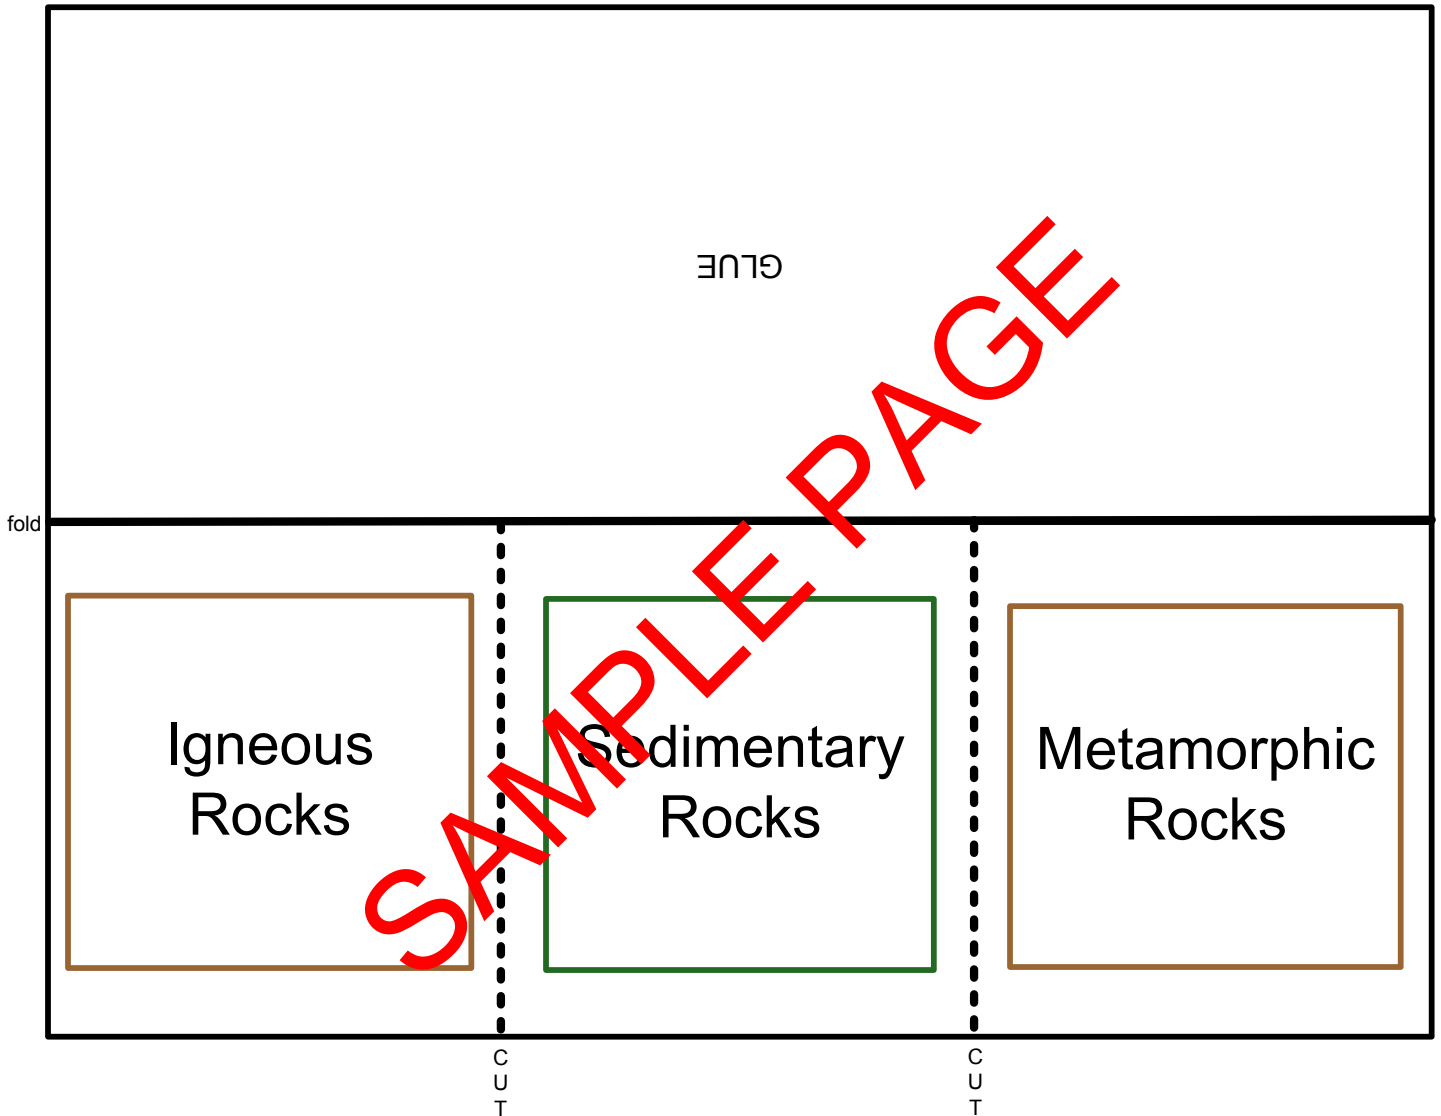 GLUE
fold
Igneous
Rocks
Sedimentary
Rocks
Metamorphic
Rocks
SAMPLE PAGE
C
U
T
C
U
T